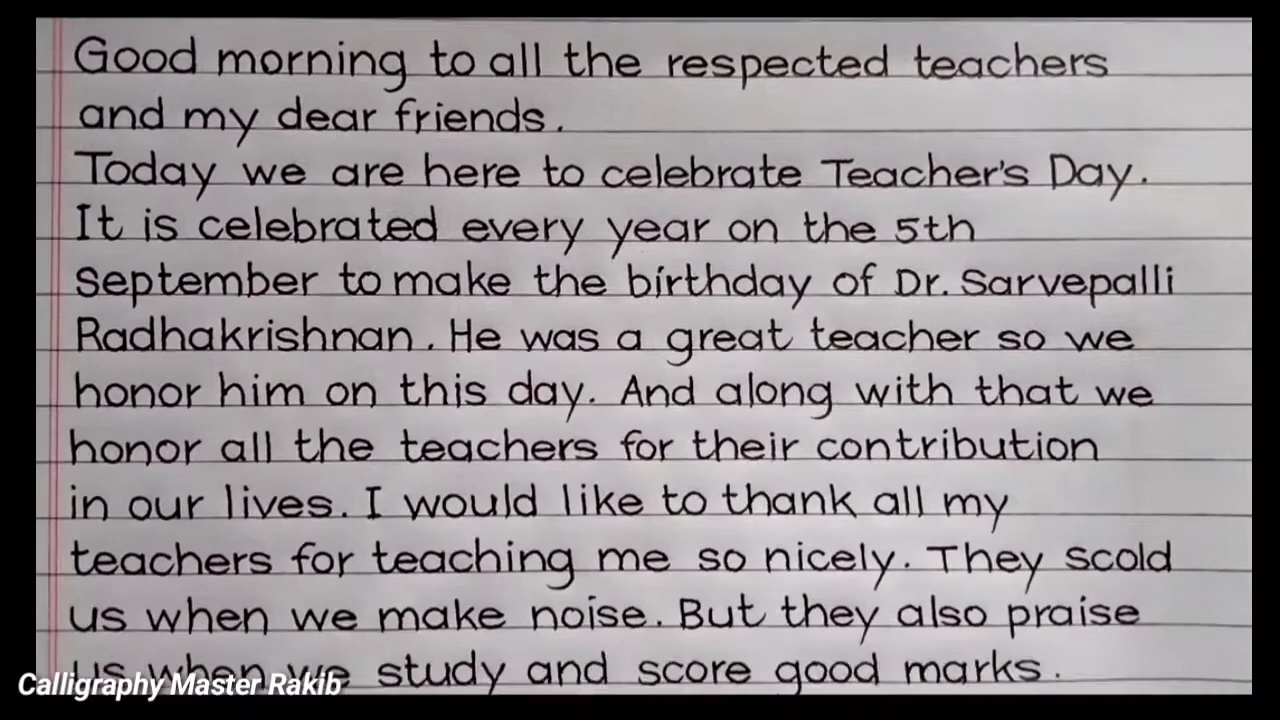 Good morning to all the respected teachers
and my dear friends.
Today we are here to celebrate Teacher's Day.
It is celebrated every year on the 5th
september to make the birthday of Dr. Sarvepalli
Radhakrishnan. He was a great teacher so we
honor him on this day. And along with that we
honor all the teachers for their contribution
in our lives. I would like to thank all my
teachers for teaching me so nicely. They scold
us when we make noise. But they also praise
us when we study and score good marks.
Calligraphy Master Rakib